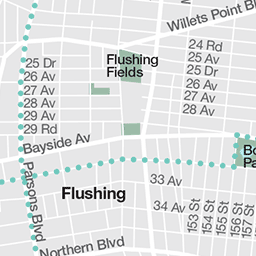 Willets Point Bl
24 Rd
25 Av
25 Dr
26 Av
27 Av
28 Av
Flushing
Fields
25 Dr
26 Av
27 Av
28 Av
29 Av
29 Rd
Bayside Av
Bo
Pa
Parsons Blvd
Flushing
33 Av
34 Av
153 St
154 St
155 St
156 St
157 St
Northern Blvd